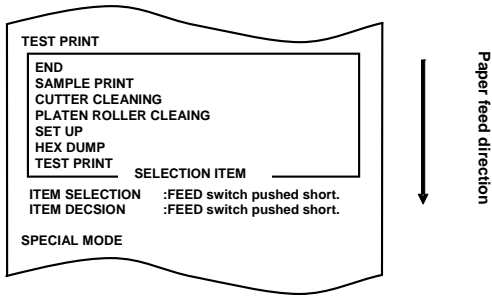 TEST PRINT
END
SAMPLE PRINT
CUTTER CLEANING
PLATEN ROLLER CLEAING
SET UP
HEX DUMP
TEST PRINT
SELECTION ITEM
ITEM SELECTION :FEED switch pushed short.
ITEM DECSION :FEED switch pushed short.
SPECIAL MODE
Paper feed direction